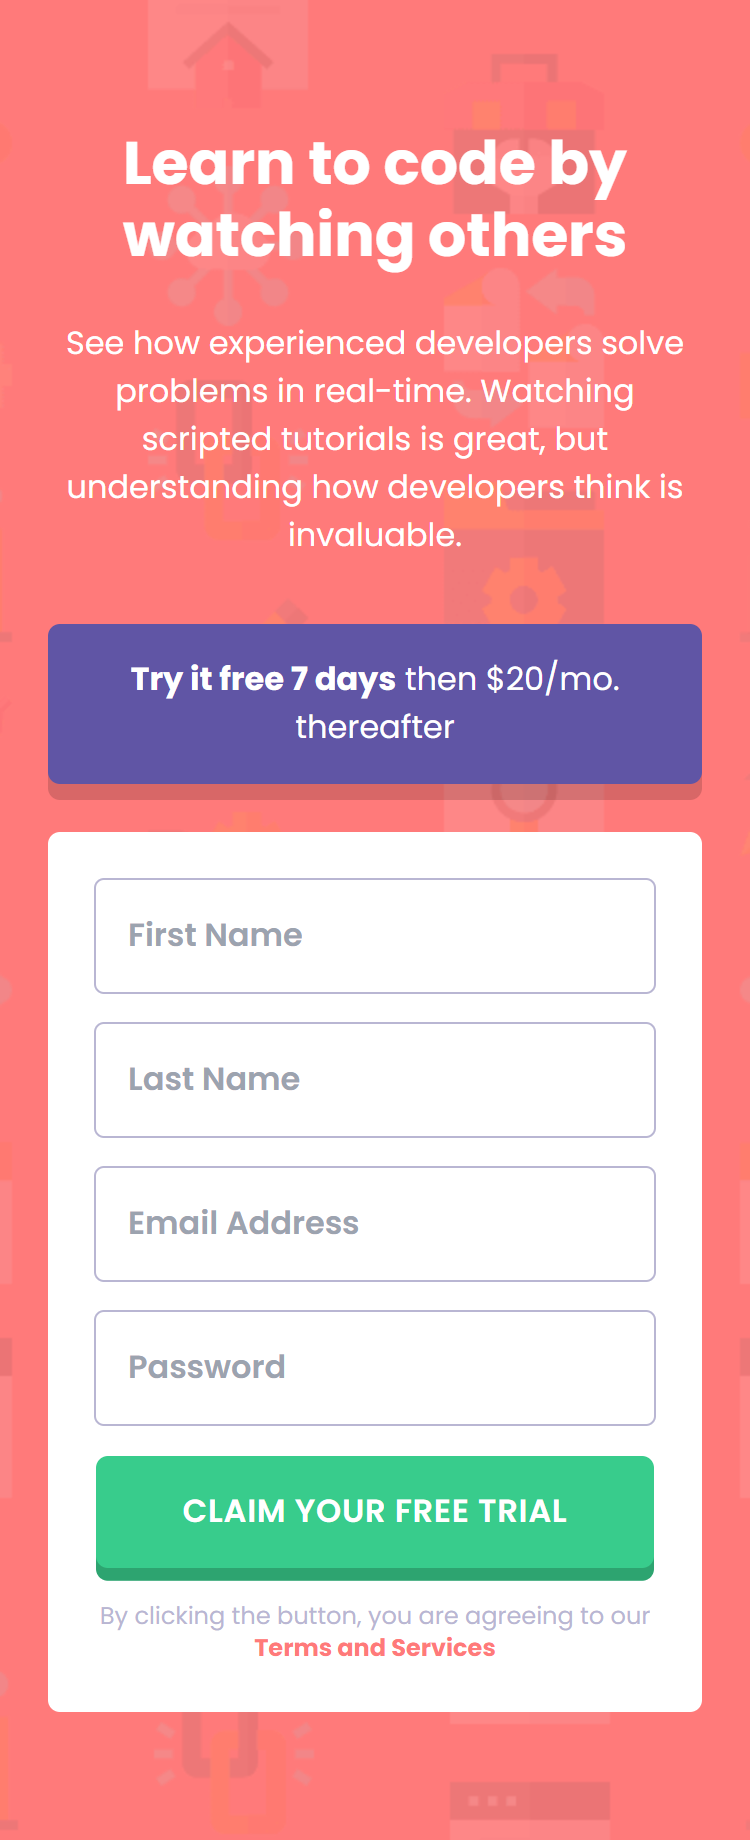 Learn to code by
watching others
See how experienced developers solve
problems in real-time. Watching
scripted tutorials is great, but
understanding how developers think is
invaluable.
Try it free 7 days then $20/mo.
thereafter
First Name
Last Name
Email Address
Password
CLAIM YOUR FREE TRIAL
By clicking the button, you are agreeing to our
Terms and Services